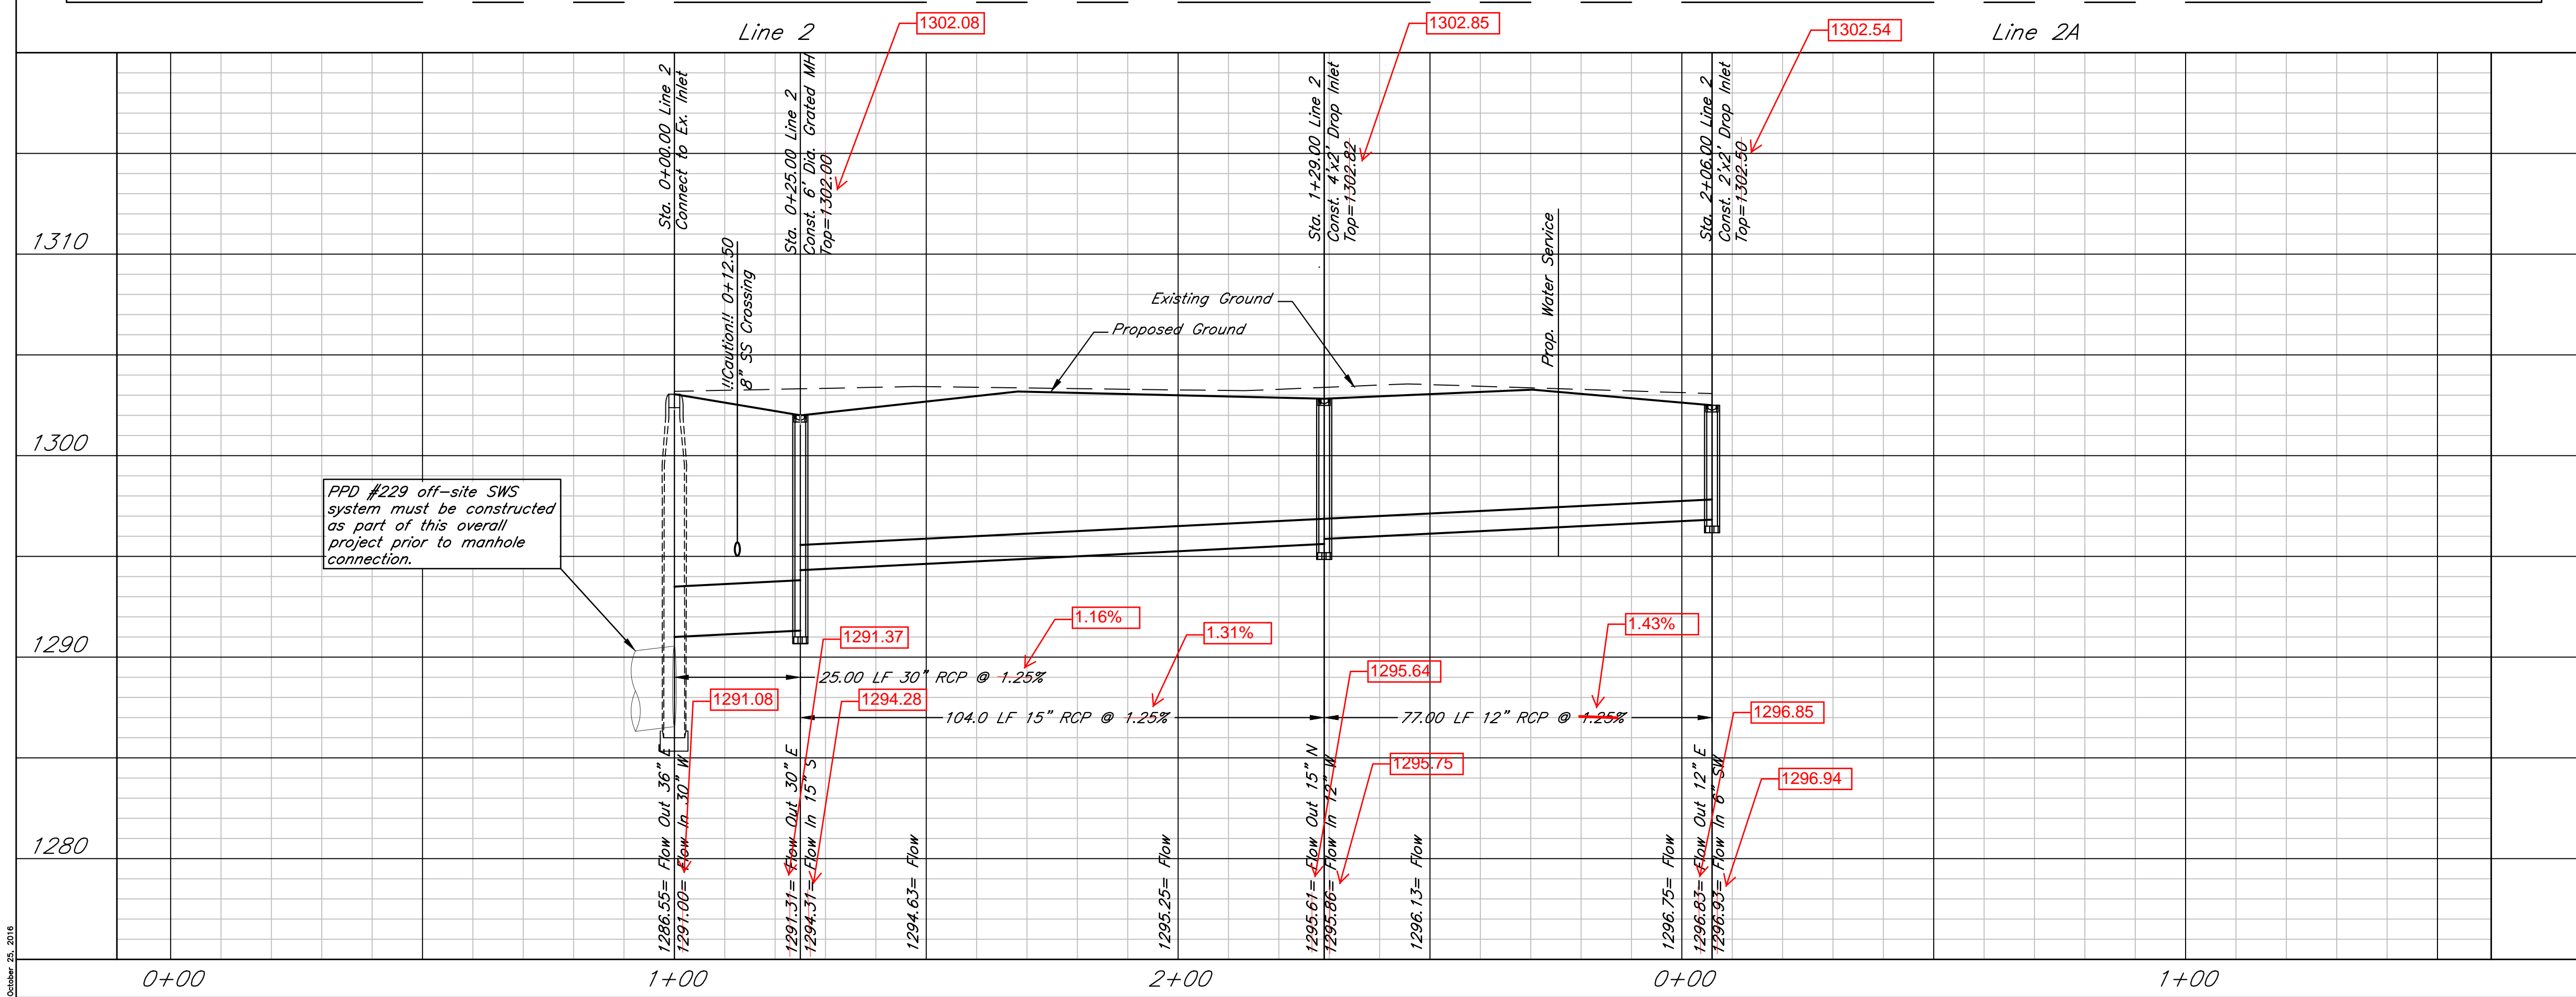 Line 2
Line 2A
1302.08
1302.85
1302.54
Sta. 0+00.00 Line 2
Connect to Ex. Inlet
Sta. 0+25.00 Line 2
Const. 6' Dia. Grated MH
Top=1302.00
Sta. 1+29.00 Line 2
Const. 4'x2' Drop Inlet
Top=1302.82
Sta. 2+06.00 Line 2
Const. 2'x2' Drop Inlet
Top=1302.50
!!Caution!! 0+12.50
8" SS Crossing
Prop. Water Service
Existing Ground
Proposed Ground
1310
1300
1290
1280
PPD #229 off-site SWS
system must be constructed
as part of this overall
project prior to manhole
connection.
1.16%
1.31%
1.43%
1291.37
1295.64
1291.08
1294.28
1296.85
1295.75
1296.94
25.00 LF 30" RCP @ 1.25%
104.0 LF 15" RCP @ 1.25%
77.00 LF 12" RCP @ 1.25%
1286.55= Flow Out 36" E
1291.00= Flow In 30" W
1291.31= Flow Out 30" E
1294.31= Flow In 15" S
1294.63= Flow
1295.25= Flow
1295.61= Flow Out 15" N
1295.86= Flow In 12" W
1296.13= Flow
1296.75= Flow
1296.83= Flow Out 12" E
1296.93= Flow In 6" SW
0+00
1+00
2+00
0+00
1+00
October 25, 2016